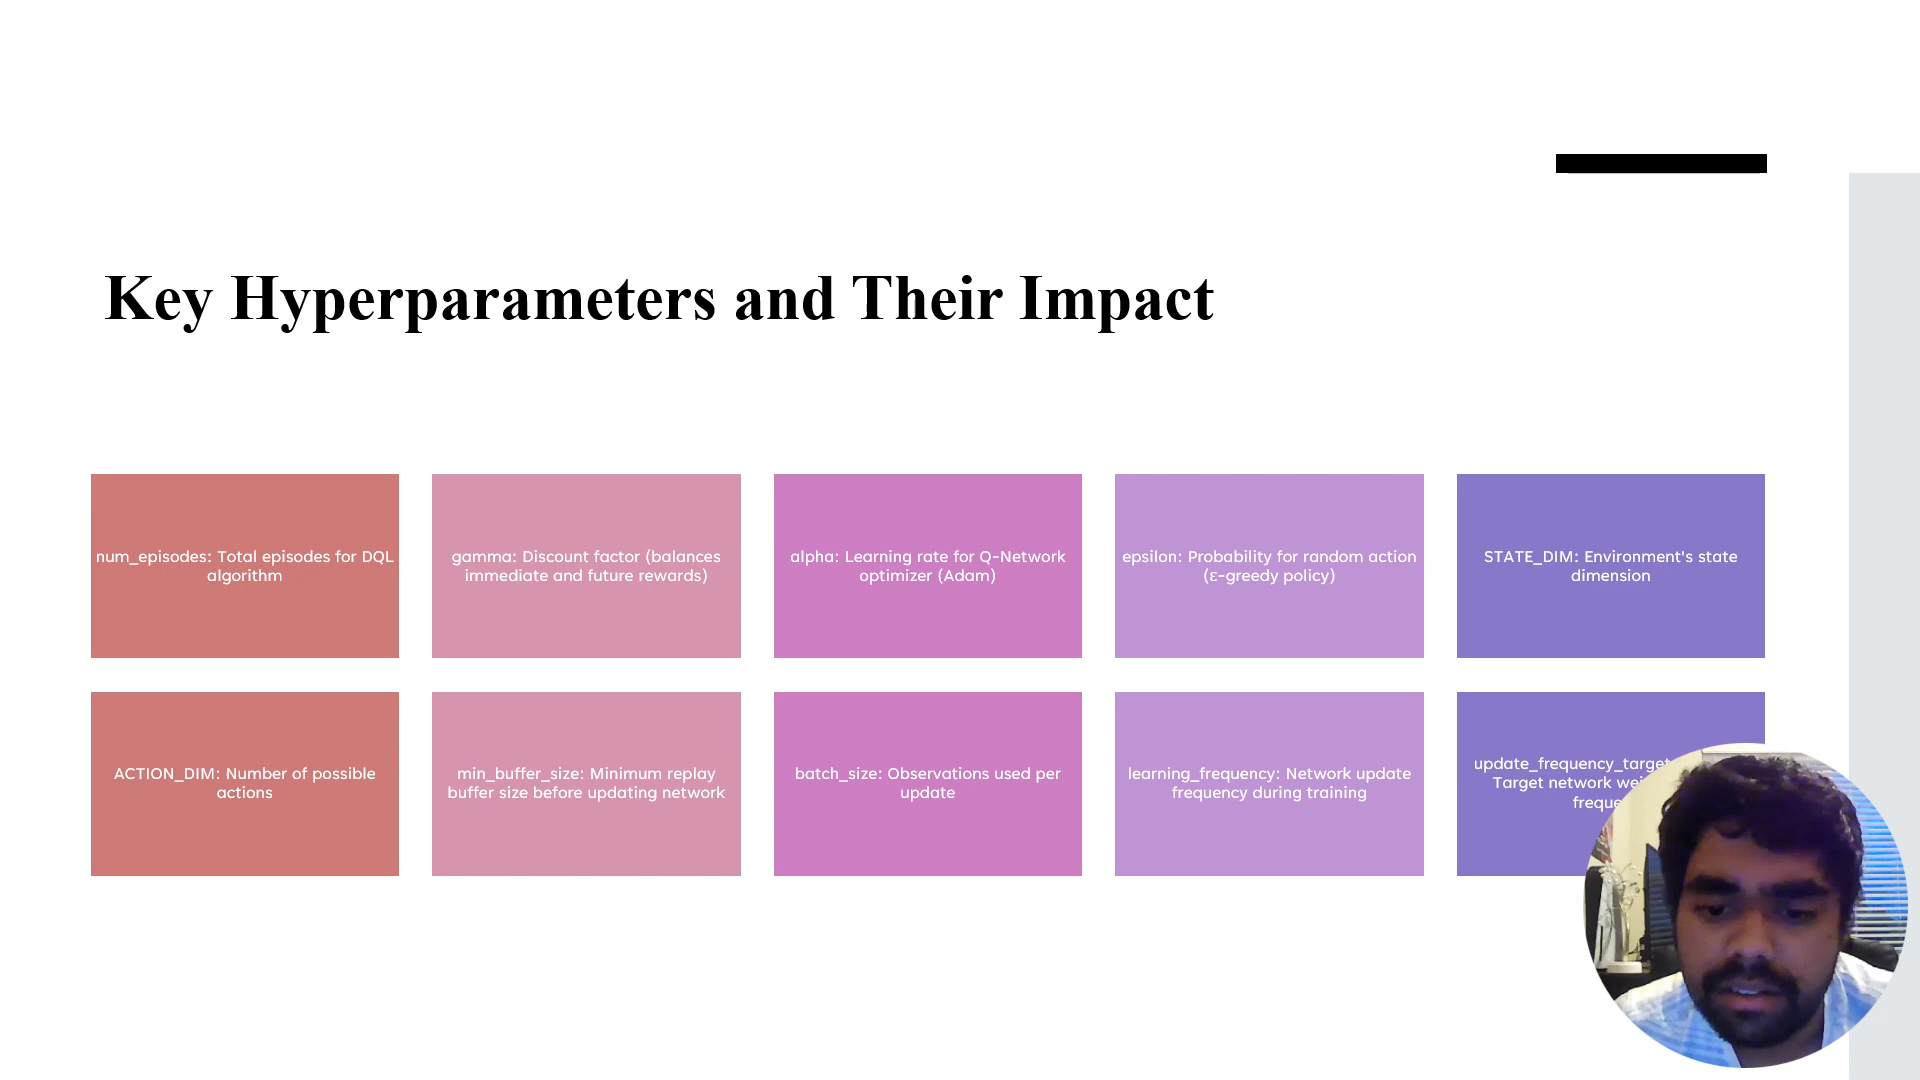 Key Hyperparameters and Their Impact
num_episodes: Total episodes for DQL
algorithm
gamma: Discount factor (balances
immediate and future rewards)
alpha: Learning rate for Q-Network
optimizer (Adam)
epsilon: Probability for random action
(ε-greedy policy)
STATE_DIM: Environment's state
dimension
ACTION_DIM: Number of possible
actions
min_buffer_size: Minimum replay
buffer size before updating network
batch_size: Observations used per
update
learning_frequency: Network update
frequency during training
update_frequency_target
Target network